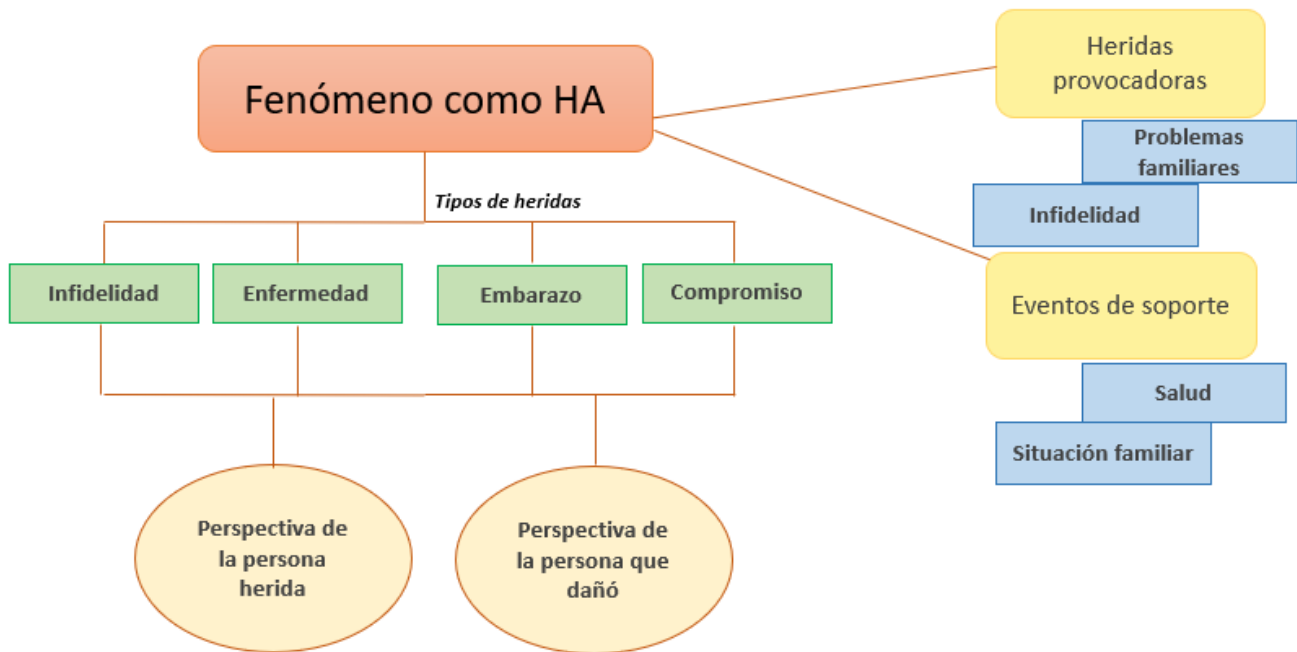 Fenómeno como HA
Tipos de heridas
Infidelidad
Enfermedad
Embarazo
Compromiso
Perspectiva de
la persona
herida
Perspectiva de
la persona que
dañó
Heridas
provocadoras
Problemas
familiares
Infidelidad
Eventos de soporte
Salud
Situación familiar